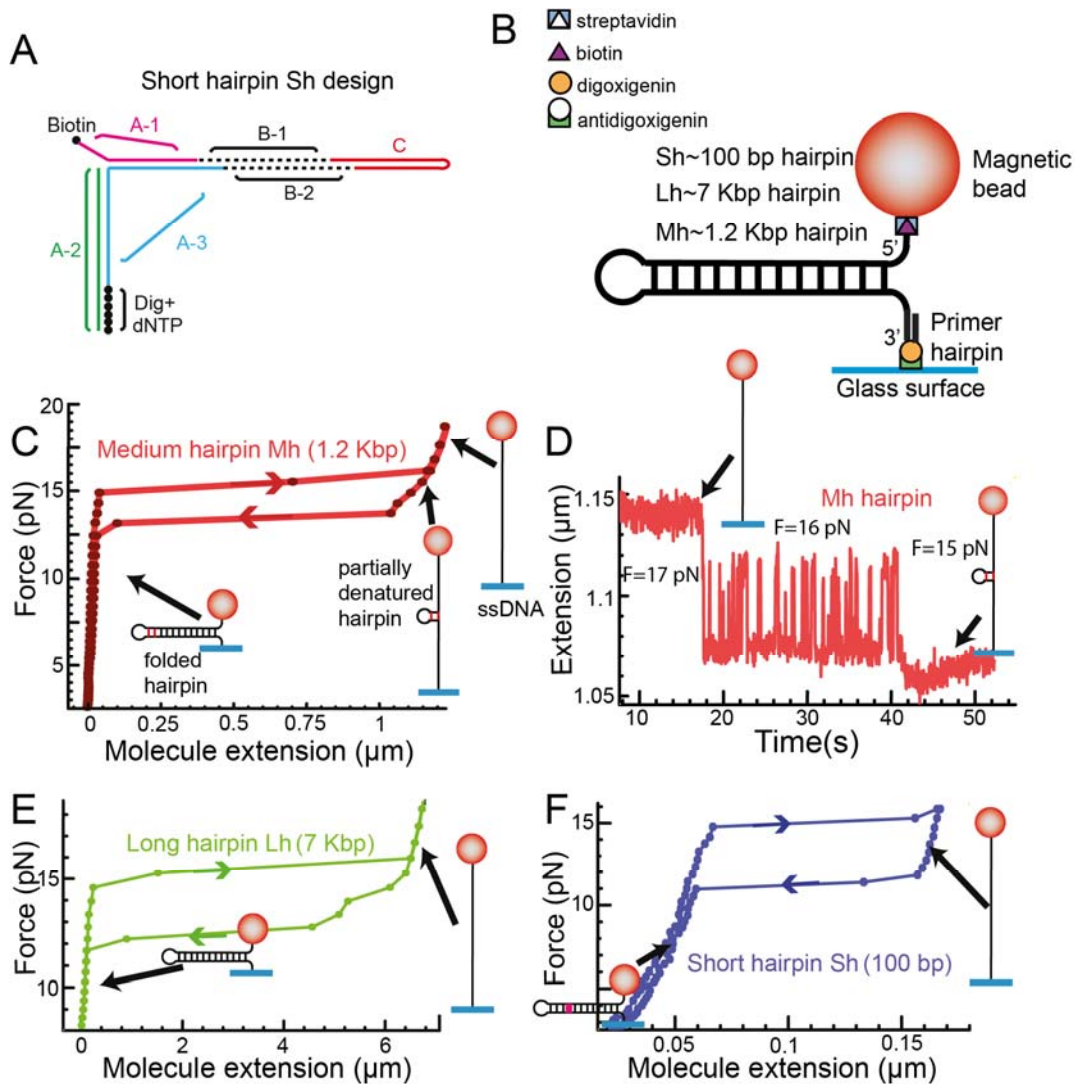 A
Short hairpin Sh design
Biotin
A-1
B-1
C
B-2
A-2
A-3
Dig+
dNTP
B
streptavidin
biotin
digoxigenin
antidigoxigenin
Sh~100 bp hairpin
Lh~7 Kbp hairpin
Mh~1.2 Kbp hairpin
Magnetic
bead
5'
3'
Primer
hairpin
Glass surface
C
Medium hairpin Mh (1.2 Kbp)
Force (pN)
20
15
10
5
folded
hairpin
partially
denatured
hairpin
ssDNA
0
0.25
0.5
0.75
1
Molecule extension (µm)
D
Mh hairpin
Extension (µm)
1.15
1.11
1.10
1.05
F=17 pN
F=16 pN
F=15 pN
10
20
30
40
50
Time(s)
E
Long hairpin Lh (7 Kbp)
Force (pN)
15
10
0
2
4
6
Molecule extension (µm)
F
Short hairpin Sh (100 bp)
Force (pN)
15
10
0.05
0.1
0.15
Molecule extension (µm)